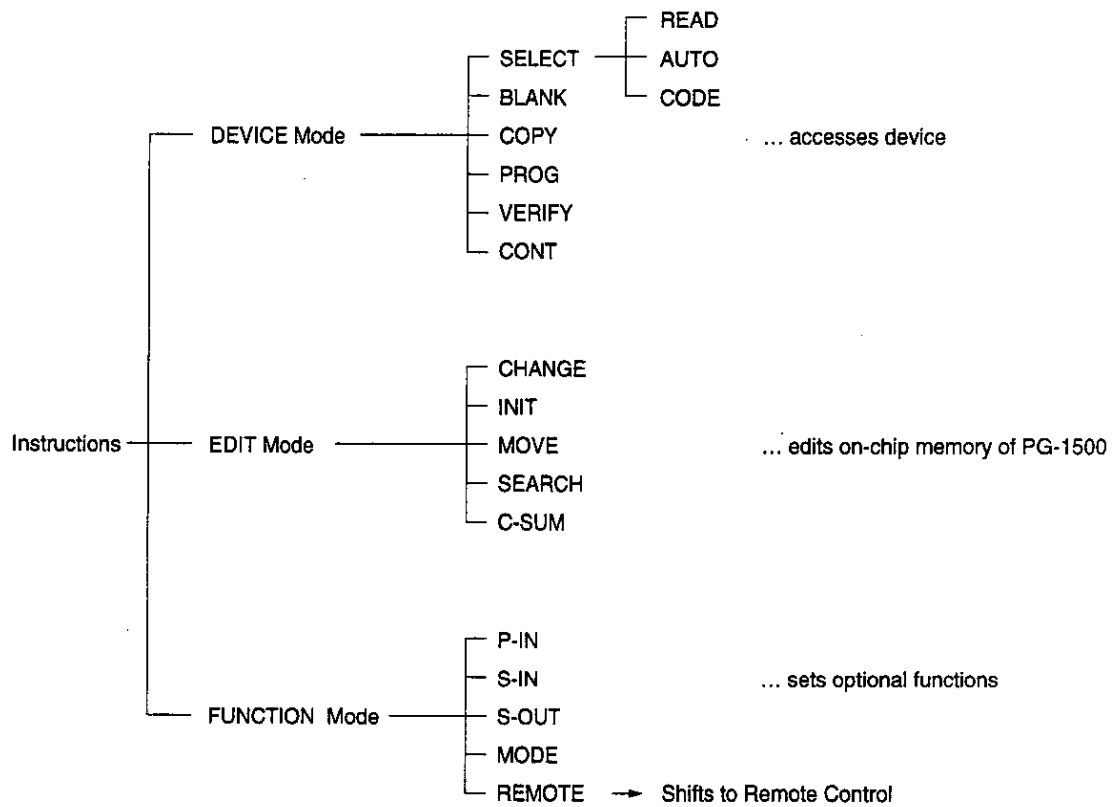 READ
SELECT AUTO
BLANK CODE
DEVICE Mode COPY ... accesses device
PROG
VERIFY
CONT
CHANGE
INIT
Instructions EDIT Mode MOVE ... edits on-chip memory of PG-1500
SEARCH
C-SUM
P-IN
S-IN ... sets optional functions
FUNCTION Mode S-OUT
MODE
REMOTE → Shifts to Remote Control